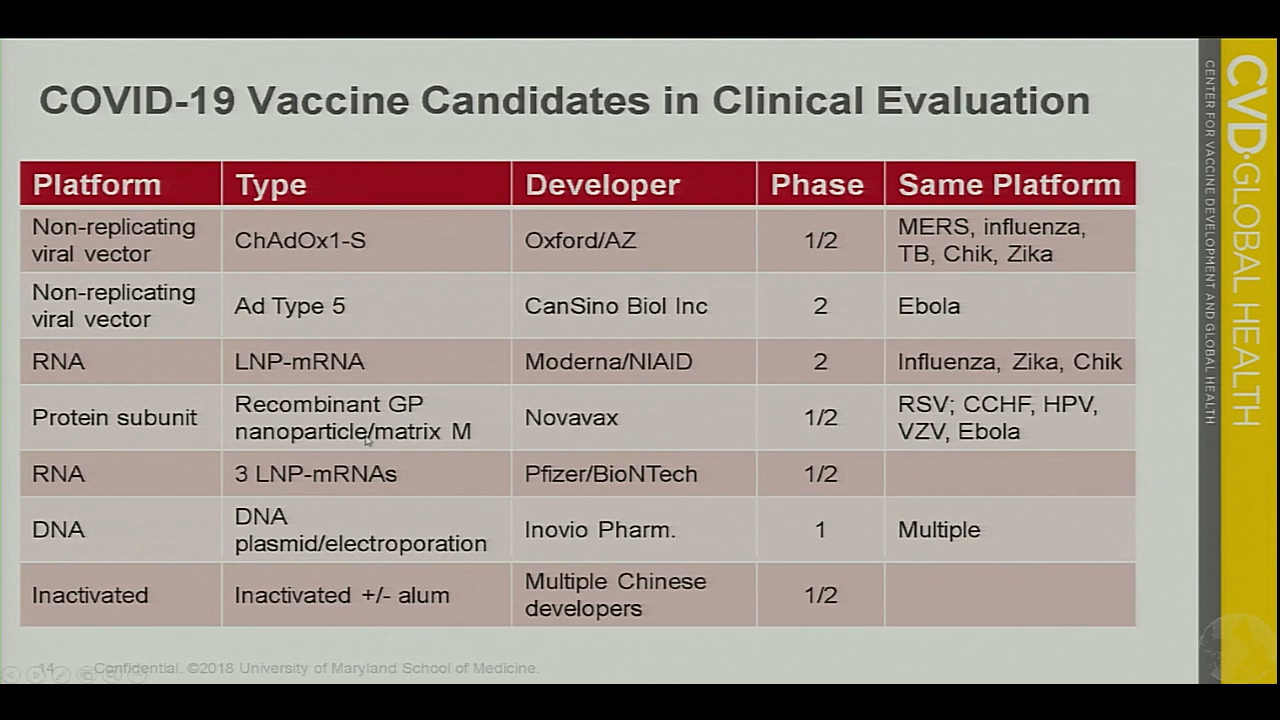 COVID-19 Vaccine Candidates in Clinical Evaluation
Platform Type Developer Phase Same Platform
Non-replicating
viral vector
ChAdOx1-S
Oxford/AZ
1/2
MERS, influenza,
TB, Chik, Zika
Non-replicating
viral vector
Ad Type 5
CanSino Biol Inc
2
Ebola
RNA
LNP-mRNA
Moderna/NIAID
2
Influenza, Zika, Chik
Protein subunit
Recombinant GP
nanoparticle/matrix M
Novavax
1/2
RSV; CCHF, HPV,
VZV, Ebola
RNA
3 LNP-mRNAs
Pfizer/BioNTech
1/2
DNA
DNA
plasmid/electroporation
Inovio Pharm.
1
Multiple
Inactivated
Inactivated +/- alum
Multiple Chinese
developers
1/2
14 Confidential. ©2018 University of Maryland School of Medicine.
CVD·GLOBAL HEALTH
CENTER FOR VACCINE DEVELOPMENT AND GLOBAL HEALTH